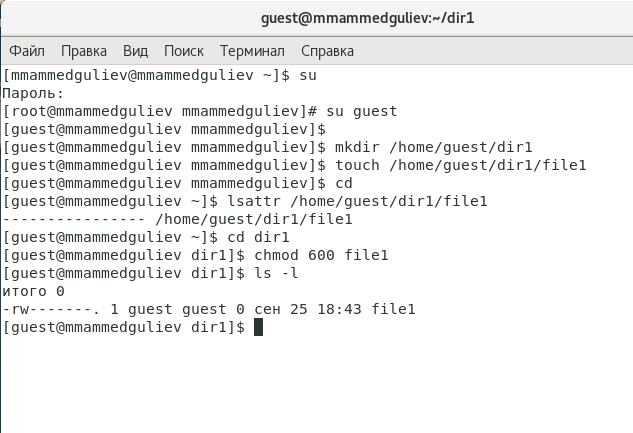 guest@mmammedguliev:~/dir1
Файл Правка Вид Поиск Терминал Справка
[mmammedguliev@mmammedguliev ~]$ su
Пароль:
[root@mmammedguliev mmammedguliev]# su guest
[guest@mmammedguliev mmammedguliev]$
[guest@mmammedguliev mmammedguliev]$ mkdir /home/guest/dir1
[guest@mmammedguliev mmammedguliev]$ touch /home/guest/dir1/file1
[guest@mmammedguliev mmammedguliev]$ cd
[guest@mmammedguliev ~]$ lsattr /home/guest/dir1/file1
---------------- /home/guest/dir1/file1
[guest@mmammedguliev ~]$ cd dir1
[guest@mmammedguliev dir1]$ chmod 600 file1
[guest@mmammedguliev dir1]$ ls -l
итого 0
-rw-------. 1 guest guest 0 сен 25 18:43 file1
[guest@mmammedguliev dir1]$